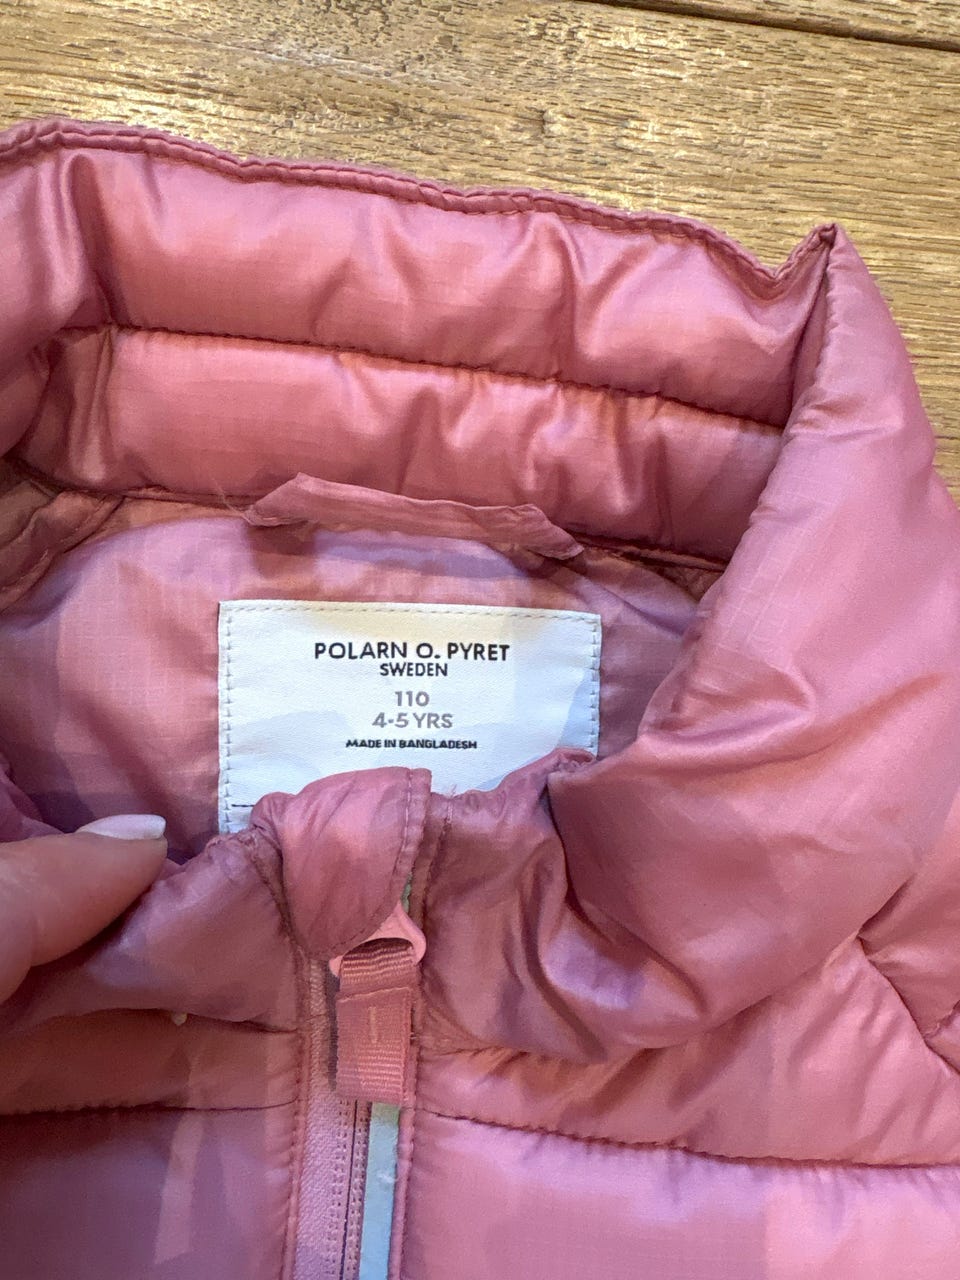 POLARN O. PYRET
SWEDEN
110
4-5 YRS
MADE IN BANGLADESH